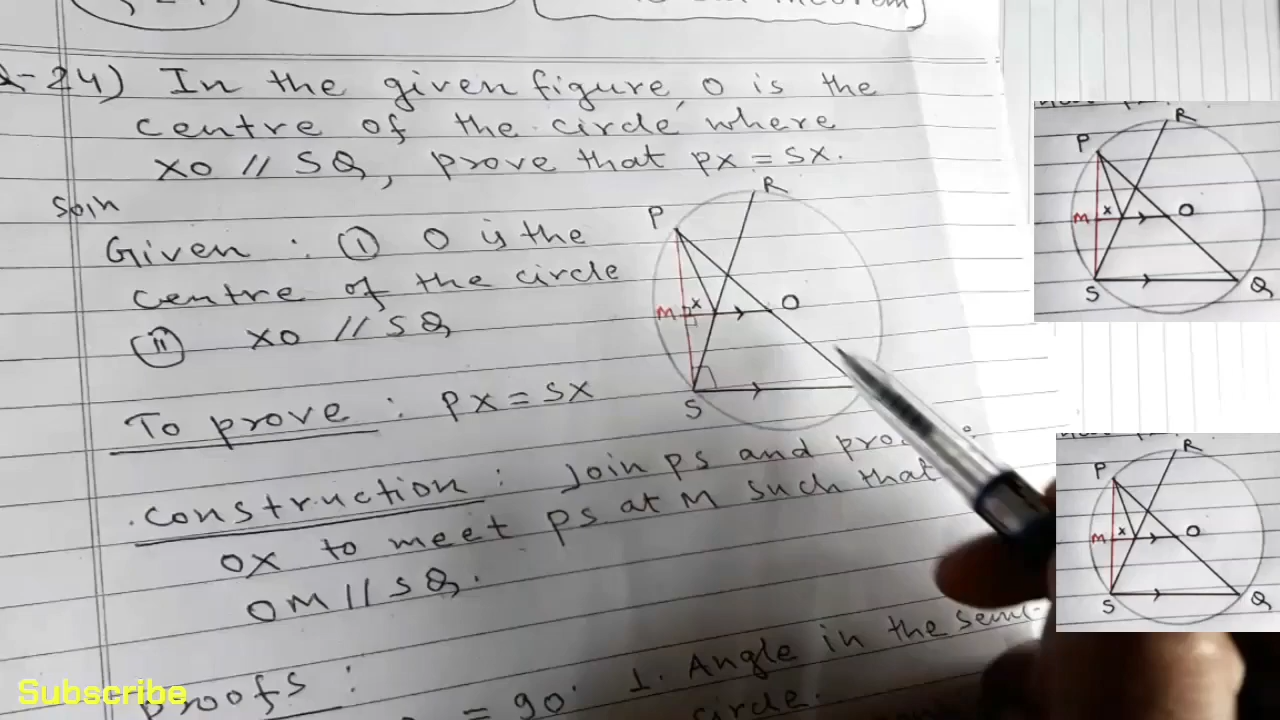 Q-24) In the given figure, O is the
centre of the circle where
XO // SQ, prove that PX = SX.
Soln
Given : (i) O is the
centre of the circle
(ii) XO // SQ
To prove : PX = SX
Construction : Join PS and
OX to meet PS at M such that
OM // SQ.
Proofs :
= 90° 1. Angle in the semi-
circle.
P
R
M
x
O
S
P
R
M
x
O
S
Q
P
R
M
x
O
S
Q
Subscribe